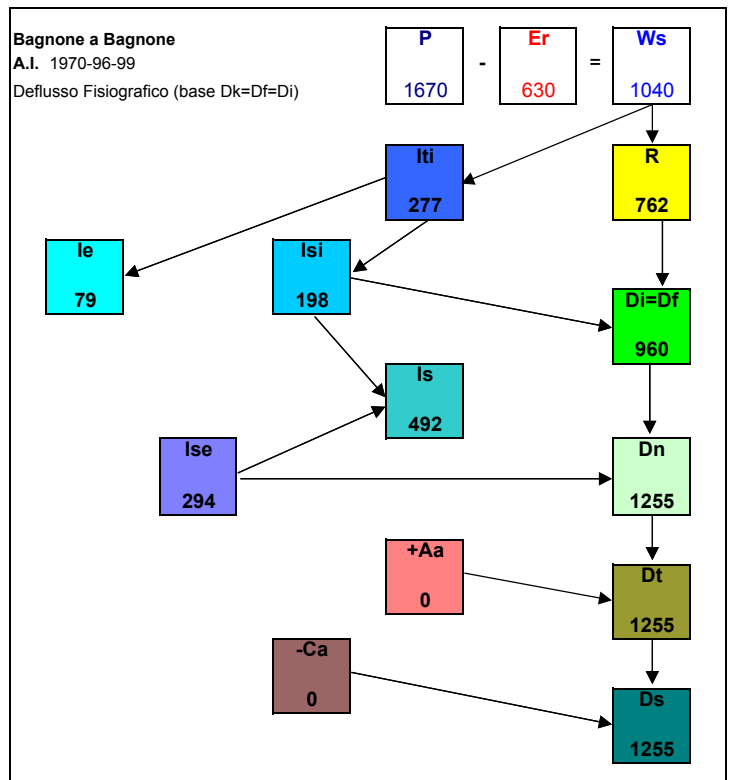 Bagnone a Bagnone
A.I. 1970-96-99
Deflusso Fisiografico (base Dk=Df=Di)
P - Er = Ws
1670 630 1040
Iti R
277 762
Ie Isi
79 198
Di=Df
960
Is
492
Ise Dn
294 1255
+Aa
0
Dt
1255
-Ca
0
Ds
1255